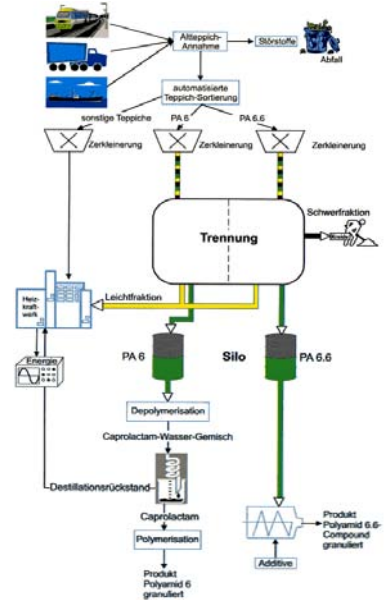 Altteppich-
Annahme
Störstoffe
Abfall
automatisierte
Teppich-Sortierung
sonstige Teppiche
PA 6
PA 6.6
Zerkleinerung
Zerkleinerung
Zerkleinerung
Trennung
Schwerfraktion
Leichtfraktion
Heiz-
kraft-
werk
Energie
PA 6
Silo
PA 6.6
Depolymerisation
Caprolactam-Wasser-Gemisch
Destillationsrückstand
Caprolactam
Polymerisation
Produkt
Polyamid 6
granuliert
Additive
Produkt
Polyamid 6.6-
Compound
granuliert